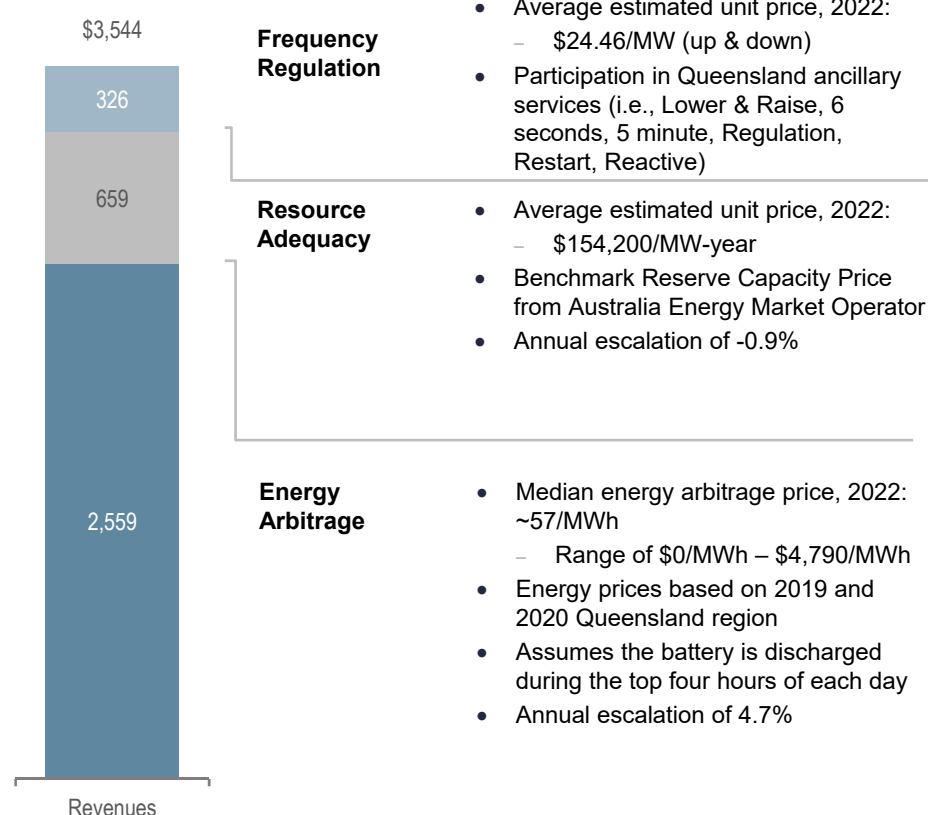 $3,544
326
659
2,559
Revenues
Frequency
Regulation
• Average estimated unit price, 2022:
– $24.46/MW (up & down)
• Participation in Queensland ancillary
services (i.e., Lower & Raise, 6
seconds, 5 minute, Regulation,
Restart, Reactive)
Resource
Adequacy
• Average estimated unit price, 2022:
– $154,200/MW-year
• Benchmark Reserve Capacity Price
from Australia Energy Market Operator
• Annual escalation of -0.9%
Energy
Arbitrage
• Median energy arbitrage price, 2022:
~57/MWh
– Range of $0/MWh – $4,790/MWh
• Energy prices based on 2019 and
2020 Queensland region
• Assumes the battery is discharged
during the top four hours of each day
• Annual escalation of 4.7%